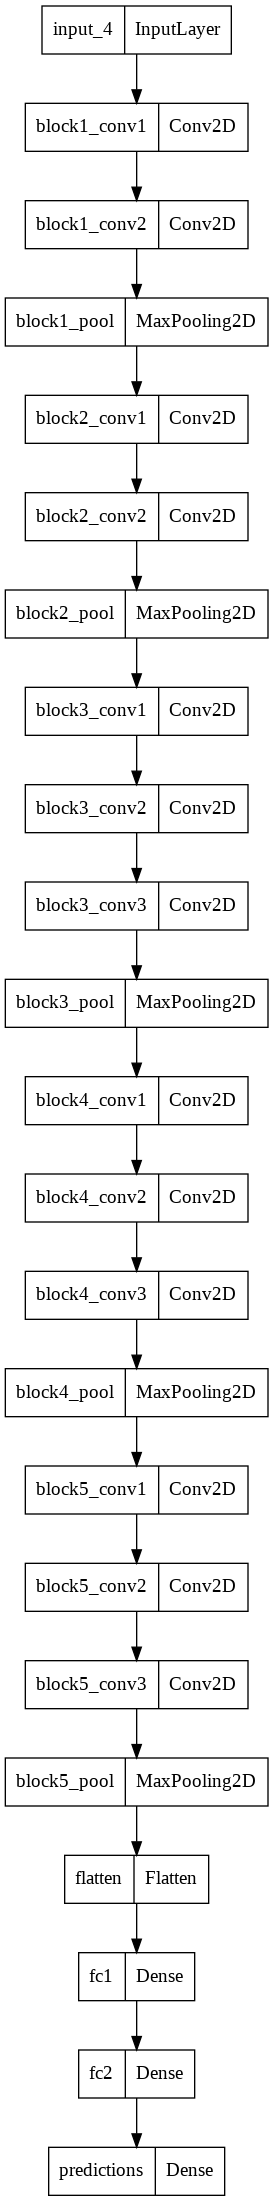 input_4 InputLayer
block1_conv1 Conv2D
block1_conv2 Conv2D
block1_pool MaxPooling2D
block2_conv1 Conv2D
block2_conv2 Conv2D
block2_pool MaxPooling2D
block3_conv1 Conv2D
block3_conv2 Conv2D
block3_conv3 Conv2D
block3_pool MaxPooling2D
block4_conv1 Conv2D
block4_conv2 Conv2D
block4_conv3 Conv2D
block4_pool MaxPooling2D
block5_conv1 Conv2D
block5_conv2 Conv2D
block5_conv3 Conv2D
block5_pool MaxPooling2D
flatten Flatten
fc1 Dense
fc2 Dense
predictions Dense